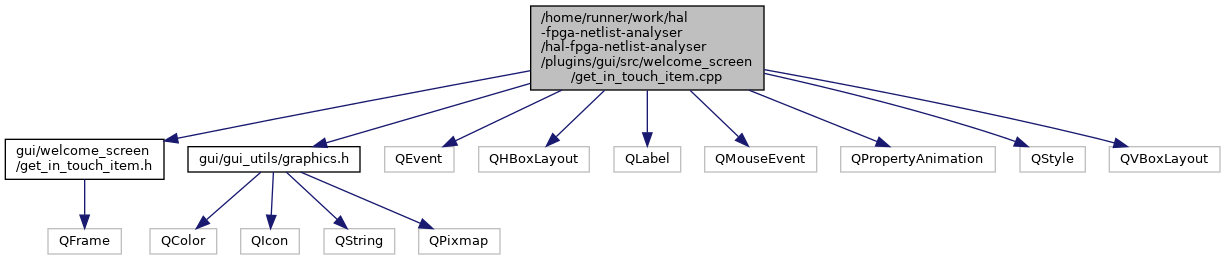 /home/runner/work/hal
-fpga-netlist-analyser
/hal-fpga-netlist-analyser
/plugins/gui/src/welcome_screen
/get_in_touch_item.cpp
gui/welcome_screen
/get_in_touch_item.h
gui/gui_utils/graphics.h
QEvent
QHBoxLayout
QLabel
QMouseEvent
QPropertyAnimation
QStyle
QVBoxLayout
QFrame
QColor
QIcon
QString
QPixmap